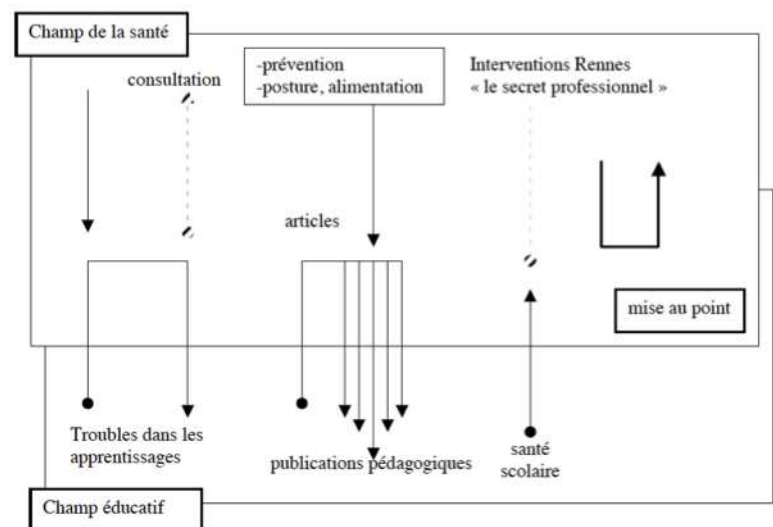 Champ de la santé
consultation
-prévention
-posture, alimentation
Interventions Rennes
« le secret professionnel »
articles
mise au point
Troubles dans les
apprentissages
publications pédagogiques
santé
scolaire
Champ éducatif